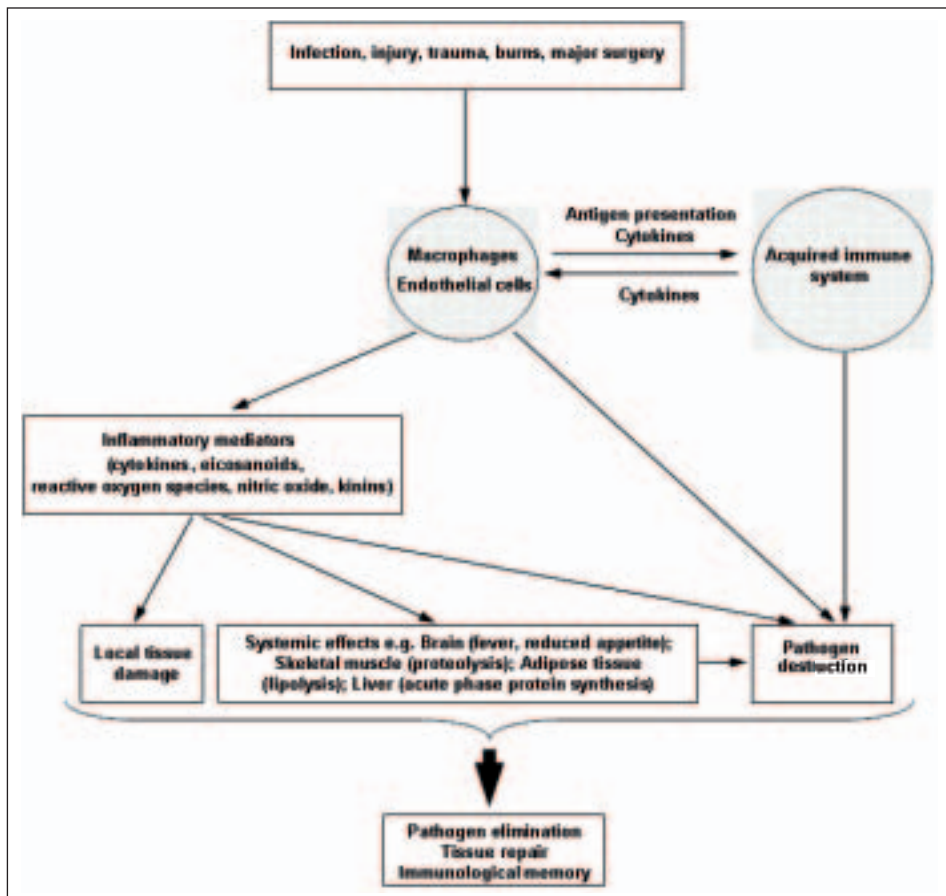 Infection, injury, trauma, burns, major surgery
Antigen presentation
Cytokines
Macrophages
Endothelial cells
Acquired immune
system
Cytokines
Inflammatory mediators
(cytokines, eicosanoids,
reactive oxygen species, nitric oxide, kinins)
Local tissue
damage
Systemic effects e.g. Brain (fever, reduced appetite);
Skeletal muscle (proteolysis); Adipose tissue
(lipolysis); Liver (acute phase protein synthesis)
Pathogen
destuction
Pathogen elimination
Tissue repair
Immunological memory